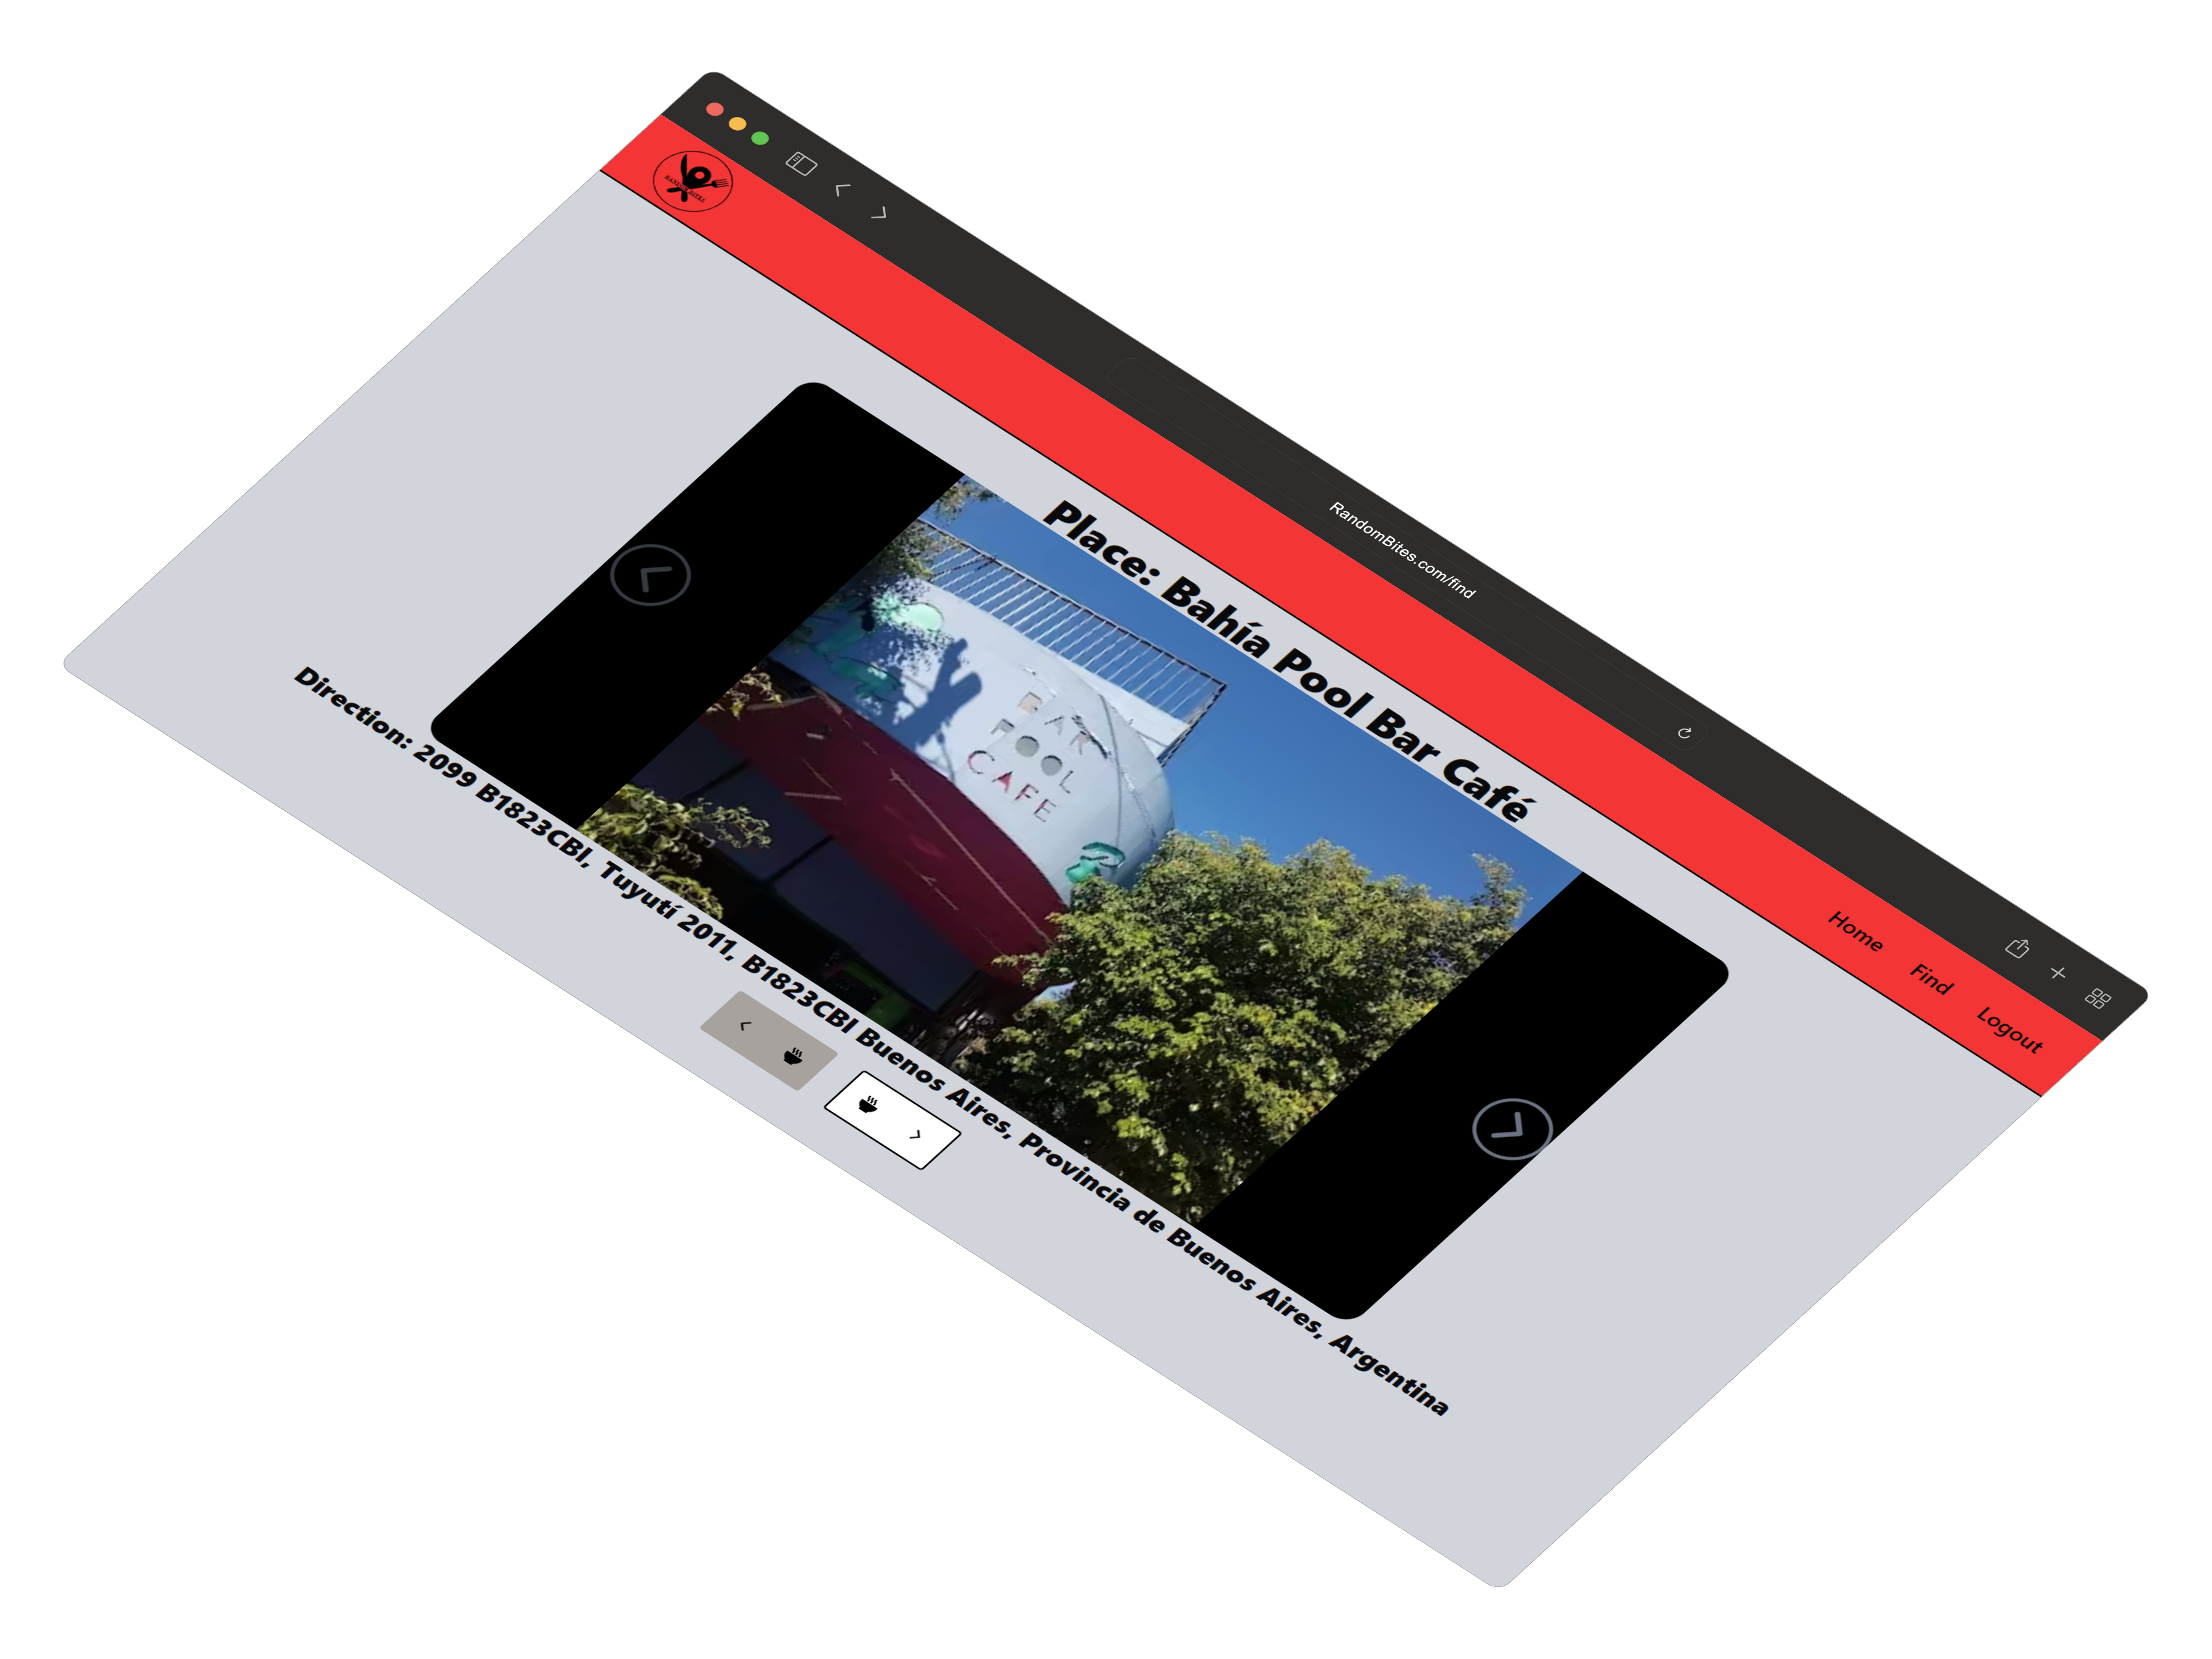 RandomBites.com/find
Home Find Logout
Place: Bahía Pool Bar Café
BAR
POOL
CAFE
Direction: 2099 B1823CBI, Tuyutí 2011, B1823CBI Buenos Aires, Provincia de Buenos Aires, Argentina